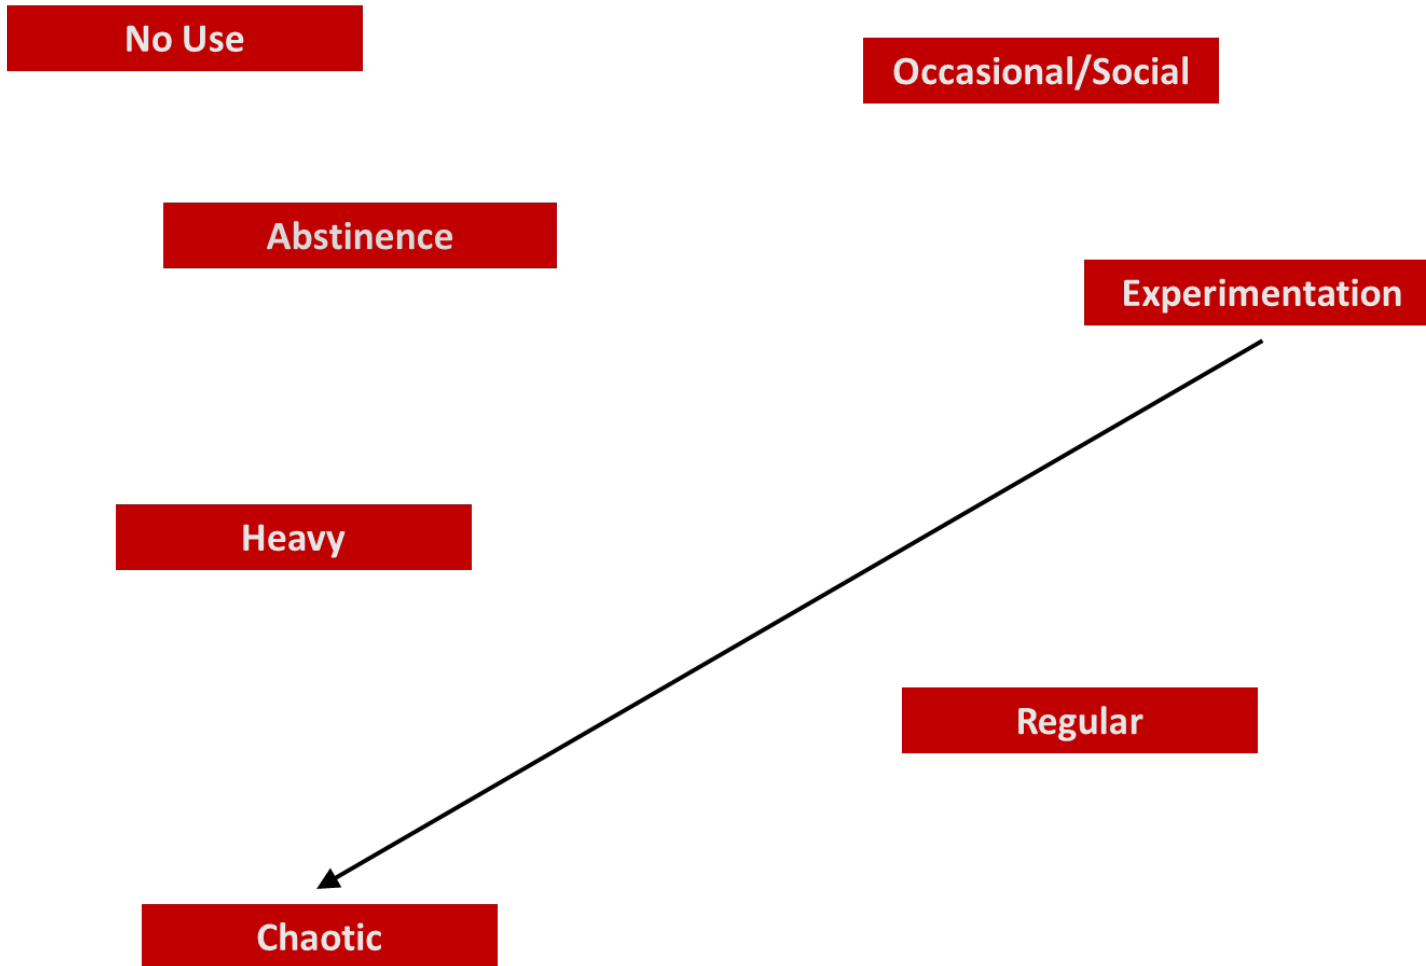 No Use
Occasional/Social
Abstinence
Experimentation
Heavy
Regular
Chaotic